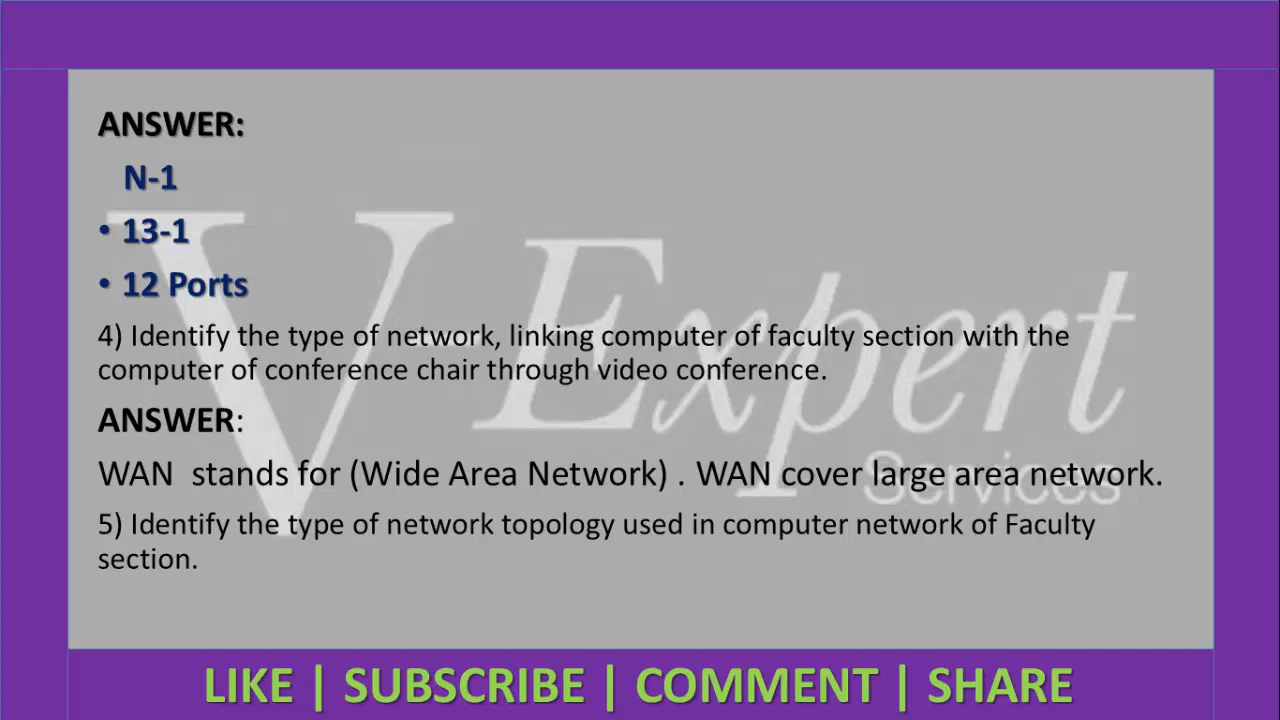 ANSWER:
N-1
• 13-1
• 12 Ports
4) Identify the type of network, linking computer of faculty section with the
computer of conference chair through video conference.
ANSWER:
WAN stands for (Wide Area Network) . WAN cover large area network.
5) Identify the type of network topology used in computer network of Faculty
section.
V Expert
Services
LIKE | SUBSCRIBE | COMMENT | SHARE